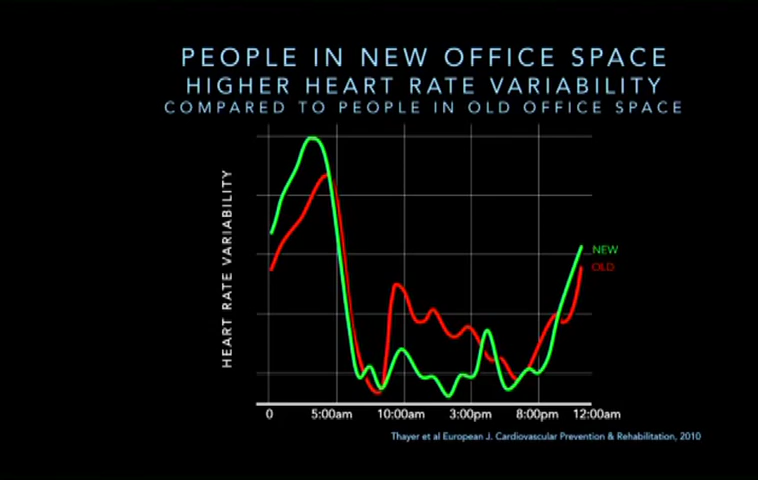 PEOPLE IN NEW OFFICE SPACE
HIGHER HEART RATE VARIABILITY
COMPARED TO PEOPLE IN OLD OFFICE SPACE
HEART RATE VARIABILITY
NEW
OLD
0 5:00am 10:00am 3:00pm 8:00pm 12:00am
Thayer et al European J. Cardiovascular Prevention & Rehabilitation, 2010